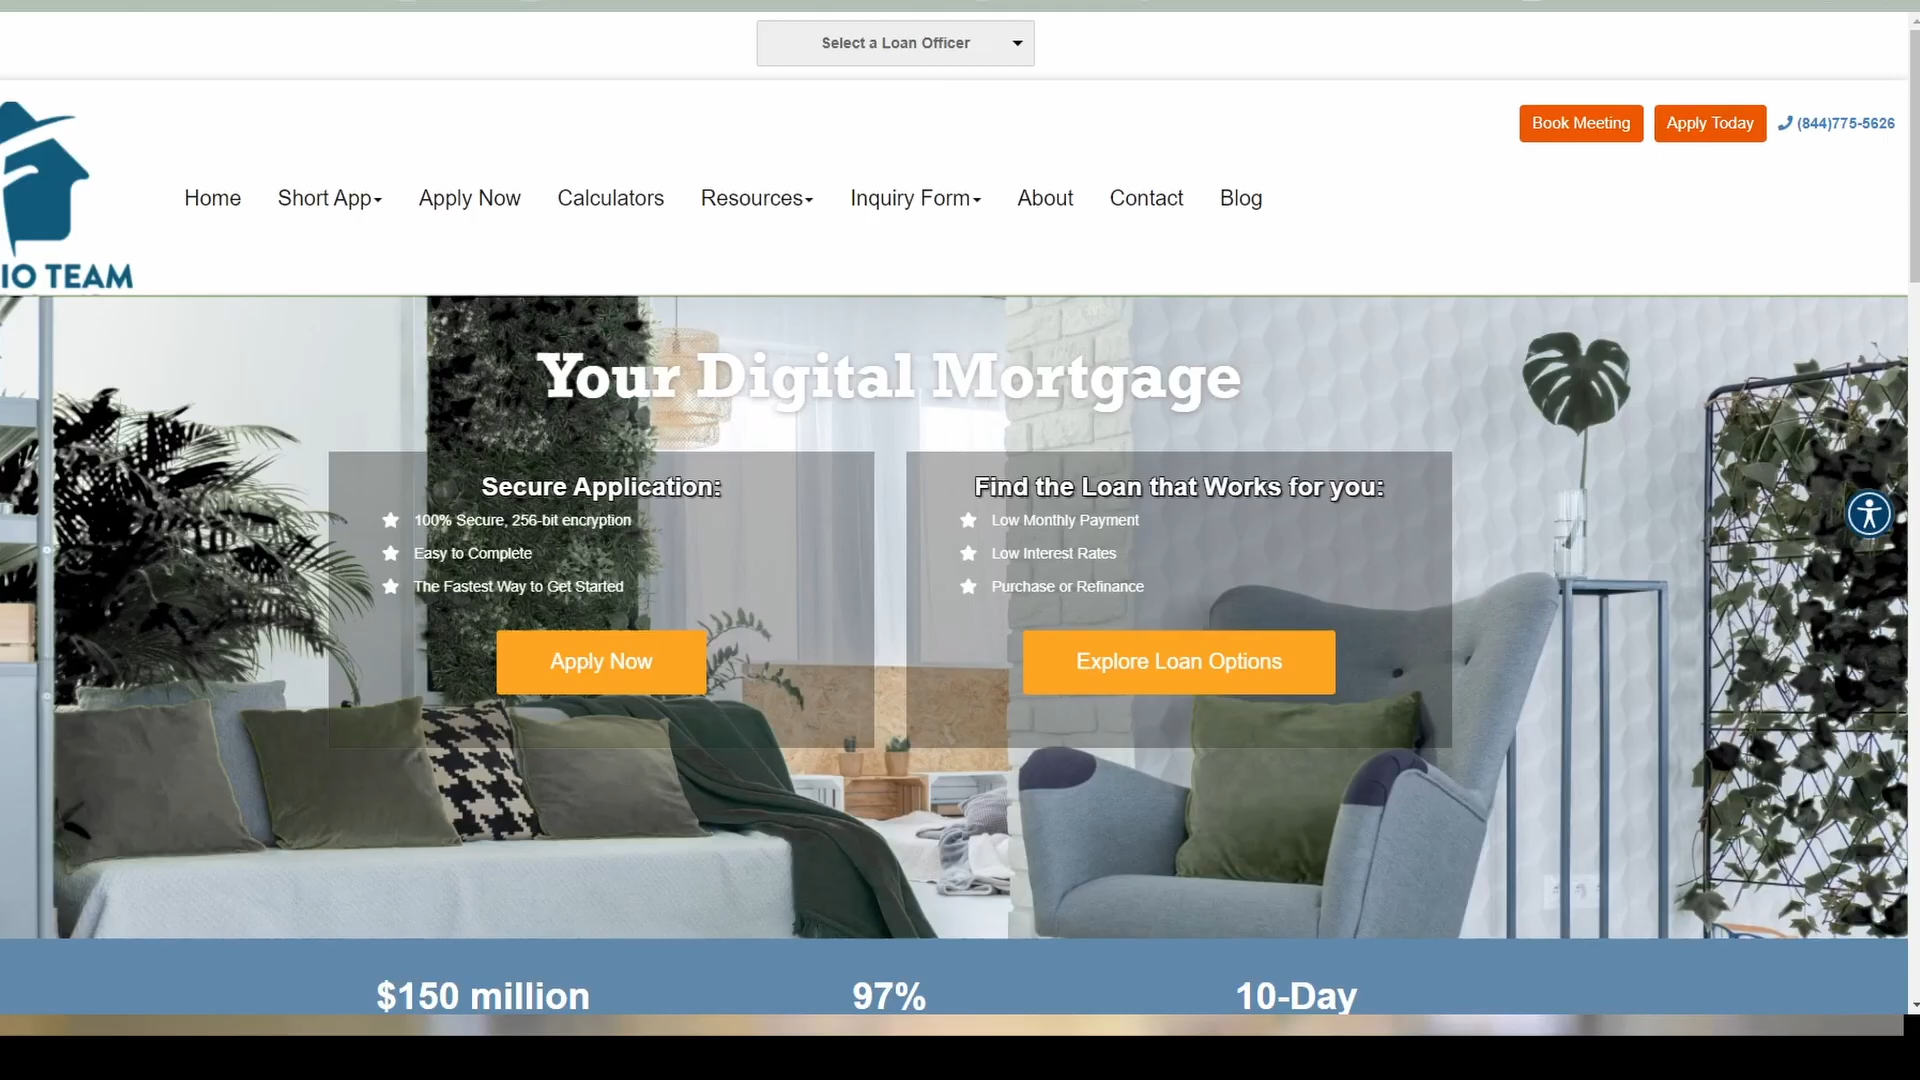 Select a Loan Officer
Book Meeting
Apply Today
(844)775-5626
Home
Short App
Apply Now
Calculators
Resources
Inquiry Form
About
Contact
Blog
IO TEAM
Your Digital Mortgage
Secure Application:
100% Secure, 256-bit encryption
Easy to Complete
The Fastest Way to Get Started
Apply Now
Find the Loan that Works for you:
Low Monthly Payment
Low Interest Rates
Purchase or Refinance
Explore Loan Options
$150 million
97%
10-Day